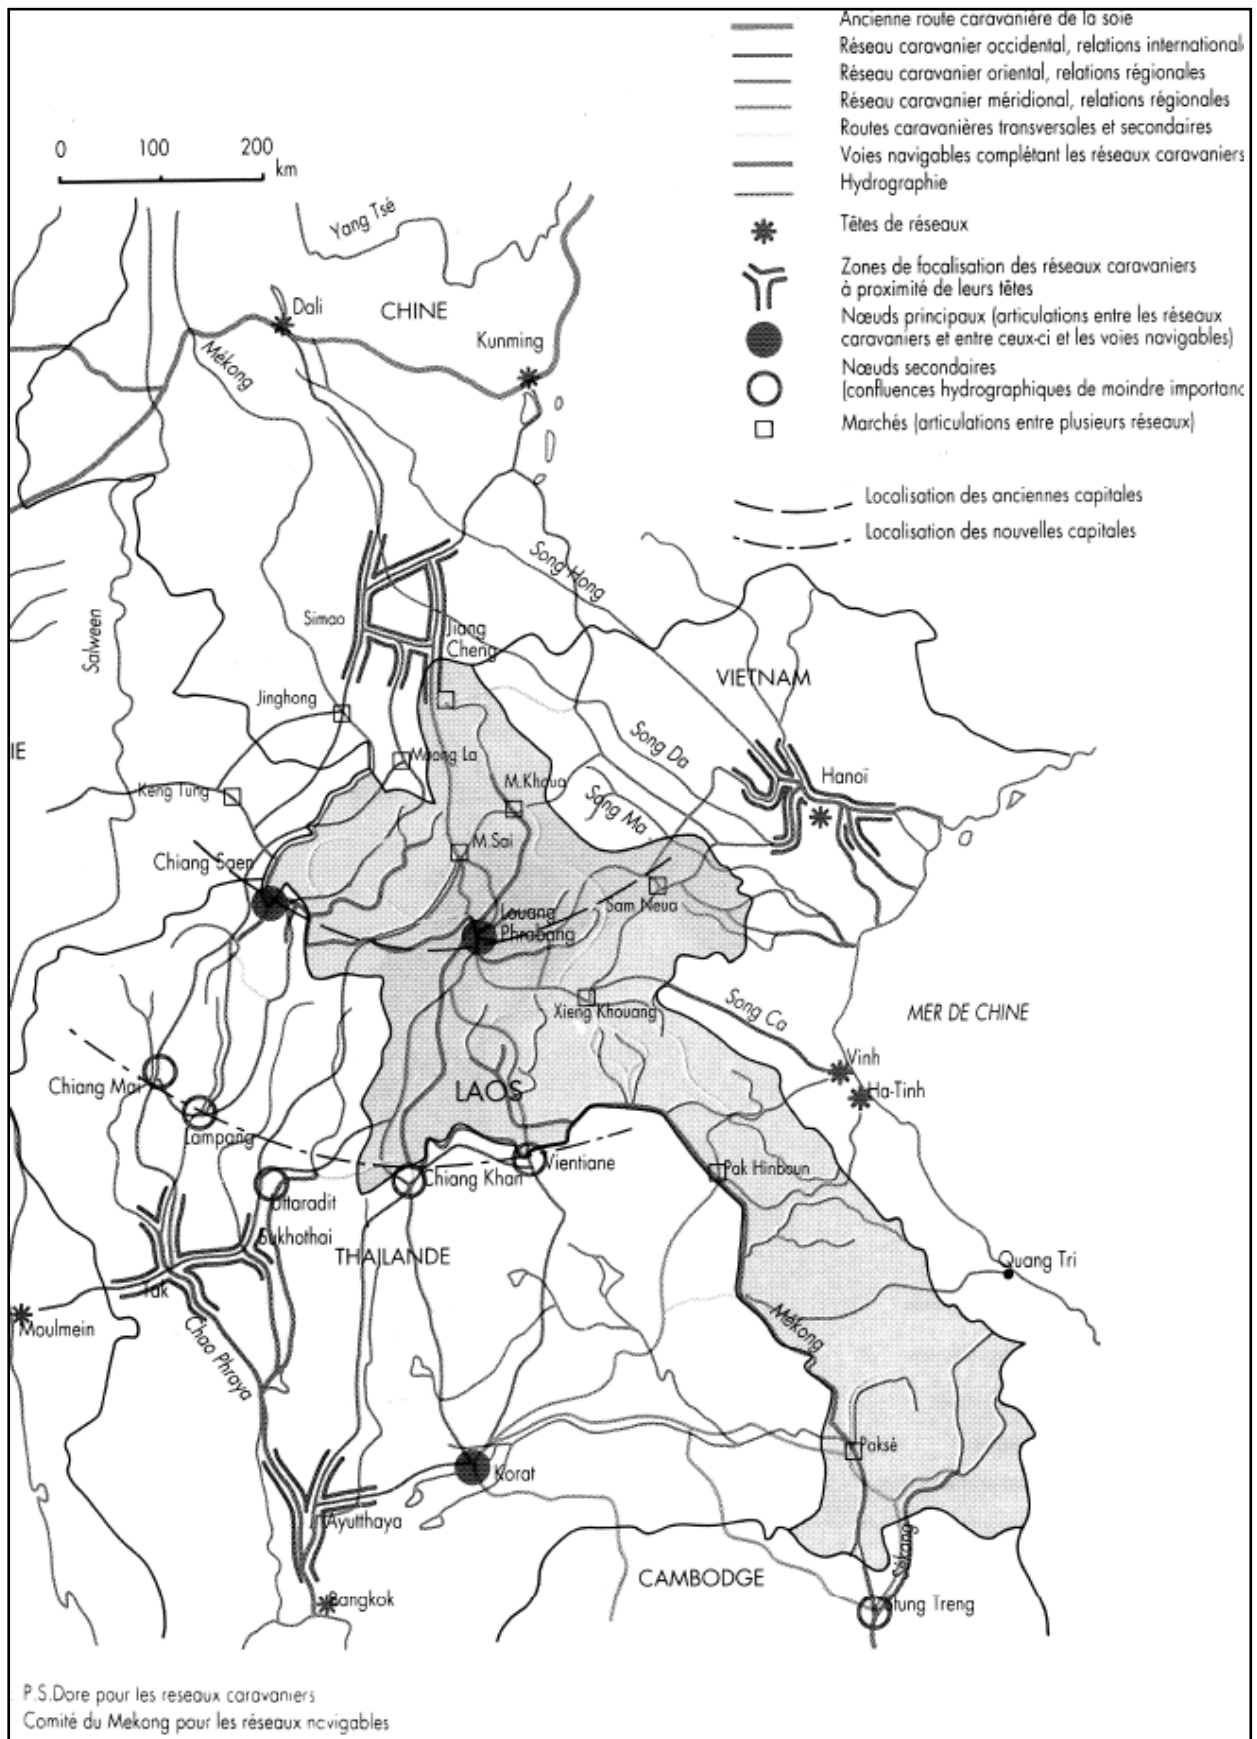 Ancienne route caravanière de la soie
Réseau caravanier occidental, relations international
Réseau caravanier oriental, relations régionales
Réseau caravanier méridional, relations régionales
Routes caravanières transversales et secondaires
Voies navigables complétant les réseaux caravaniers
Hydrographie
Têtes de réseaux
Zones de focalisation des réseaux caravaniers
à proximité de leurs têtes
Nœuds principaux (articulations entre les réseaux
caravaniers et entre ceux-ci et les voies navigables)
Nœuds secondaires
(confluences hydrographiques de moindre importanc
Marchés (articulations entre plusieurs réseaux)
Localisation des anciennes capitales
Localisation des nouvelles capitales
0 100 200
km
Yang Tsé
Dali
CHINE
Kunming
Mékong
Song Hong
Simao
Jiang
Cheng
Salween
VIETNAM
Jinghong
Song Da
IE
Moong La
Hanoï
M.Khoua
Keng Tung
Song Ma
M.Sai
Chiang Saen
Sam Neua
Louang
Phrabang
Song Ca
Xieng Khouang
MER DE CHINE
Vinh
Chiang Mai
LAOS
Ha-Tinh
Lampang
Vientiane
Pak Hinboun
Chiang Khan
Uttaradit
Sukhothai
THAILANDE
Quang Tri
Tak
Moulmein
Mékong
Chao Phraya
Paksé
Korat
Ayutthaya
Sékong
CAMBODGE
Bangkok
Stung Treng
P.S.Dore pour les reseaux caravaniers
Comité du Mekong pour les réseaux navigables